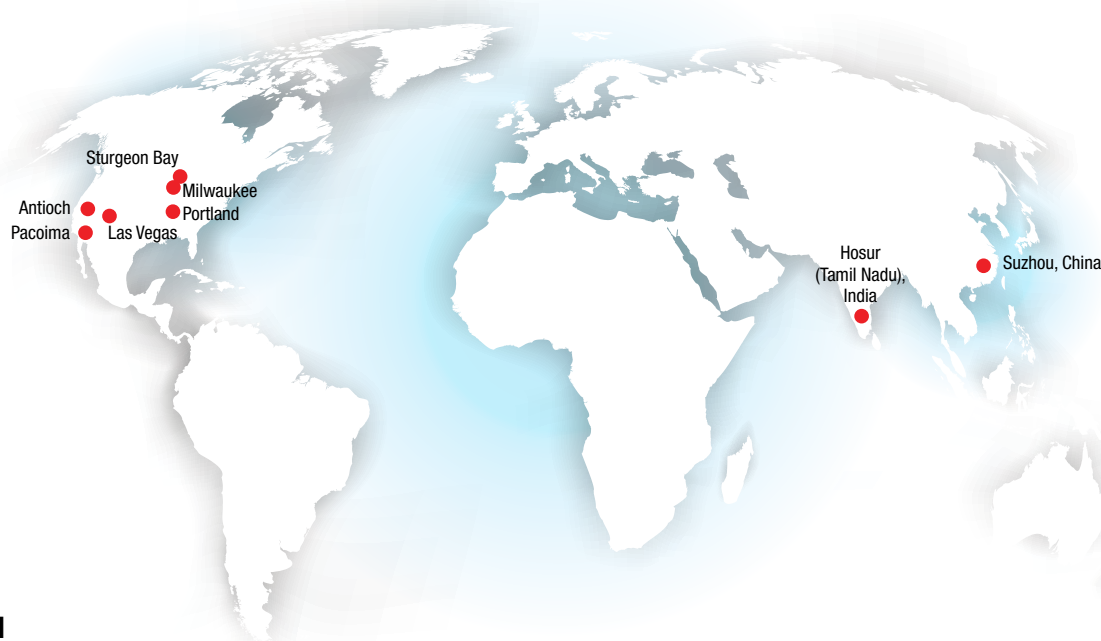 Sturgeon Bay
Milwaukee
Antioch
Portland
Pacoima
Las Vegas
Hosur
(Tamil Nadu),
India
Suzhou, China